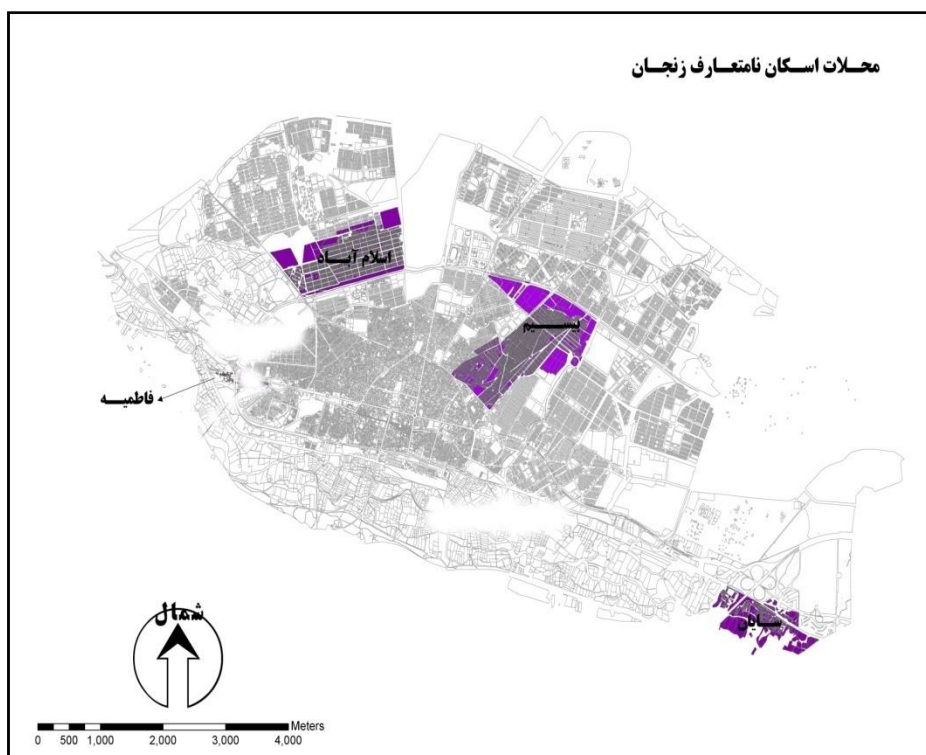 محلات اسکان نامتعارف زنجان
اسلام آباد
بیسیم
فاطمیه
سایان
شمال
Meters
0 500 1,000 2,000 3,000 4,000